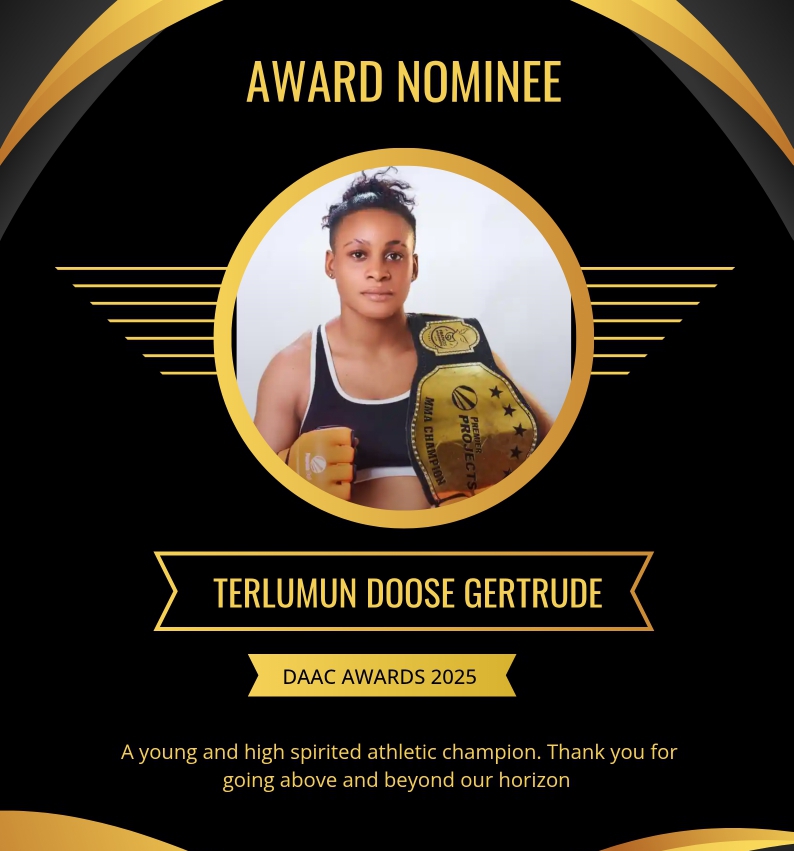 AWARD NOMINEE
MMA CHAMPION
PREMIER
PROJECTS
TERLUMUN DOOSE GERTRUDE
DAAC AWARDS 2025
A young and high spirited athletic champion. Thank you for
going above and beyond our horizon